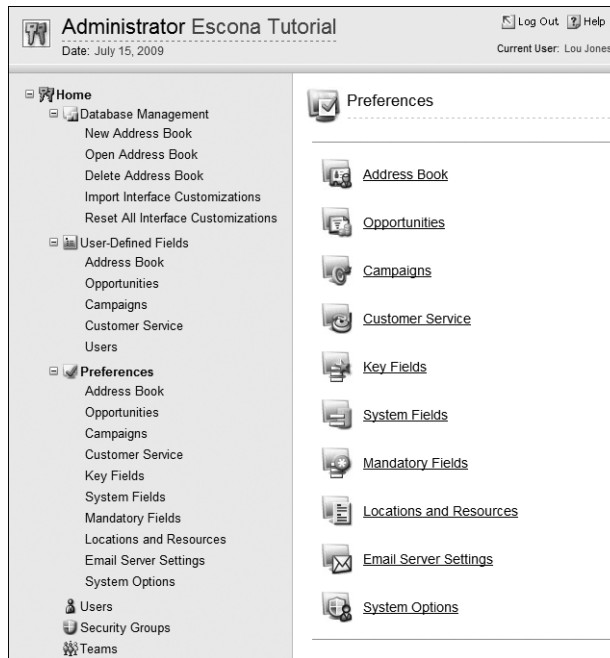 Administrator Escona Tutorial
Date: July 15, 2009
Log Out Help
Current User: Lou Jones
Home
Database Management
New Address Book
Open Address Book
Delete Address Book
Import Interface Customizations
Reset All Interface Customizations
User-Defined Fields
Address Book
Opportunities
Campaigns
Customer Service
Users
Preferences
Address Book
Opportunities
Campaigns
Customer Service
Key Fields
System Fields
Mandatory Fields
Locations and Resources
Email Server Settings
System Options
Users
Security Groups
Teams
Preferences
Address Book
Opportunities
Campaigns
Customer Service
Key Fields
System Fields
Mandatory Fields
Locations and Resources
Email Server Settings
System Options